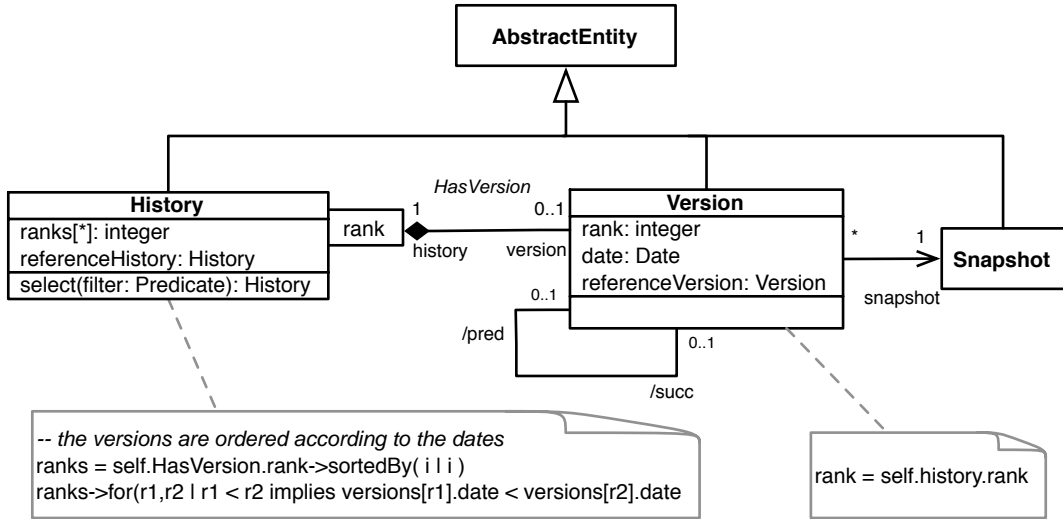 AbstractEntity
HasVersion
History
ranks[*]: integer
referenceHistory: History
select(filter: Predicate): History
rank
1
history
0..1
version
Version
rank: integer
date: Date
referenceVersion: Version
*
1
snapshot
Snapshot
0..1
/pred
0..1
/succ
-- the versions are ordered according to the dates
ranks = self.HasVersion.rank->sortedBy( i | i )
ranks->for(r1,r2 | r1 < r2 implies versions[r1].date < versions[r2].date
rank = self.history.rank